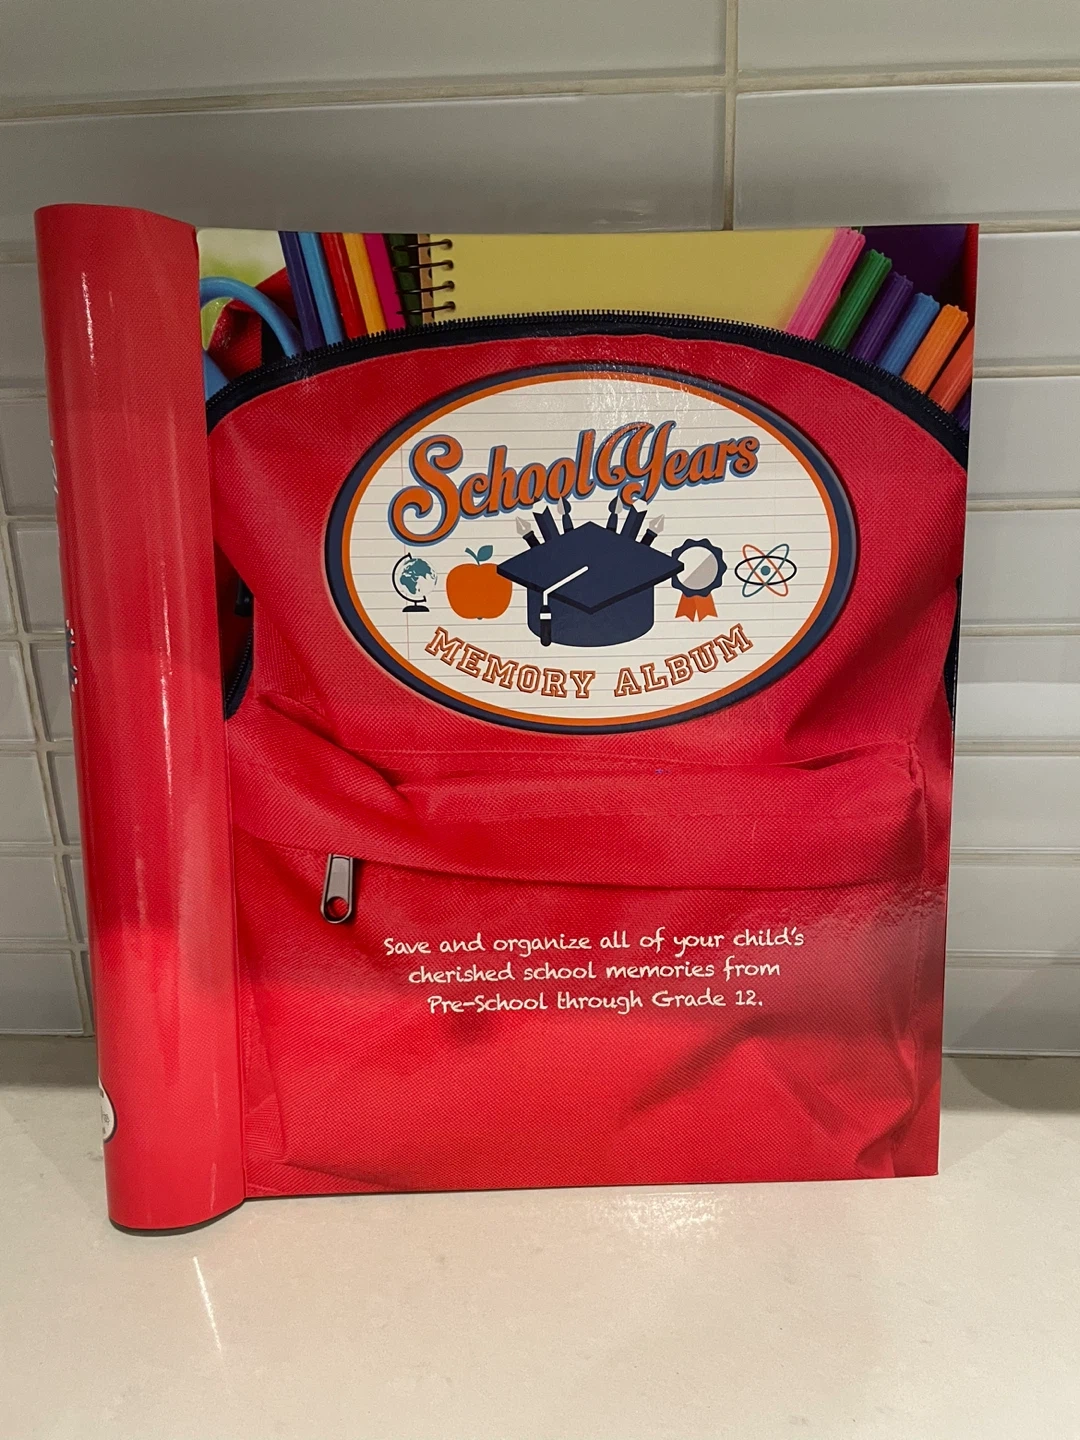 School Years
MEMORY ALBUM
Save and organize all of your child's
cherished school memories from
Pre-School through Grade 12.